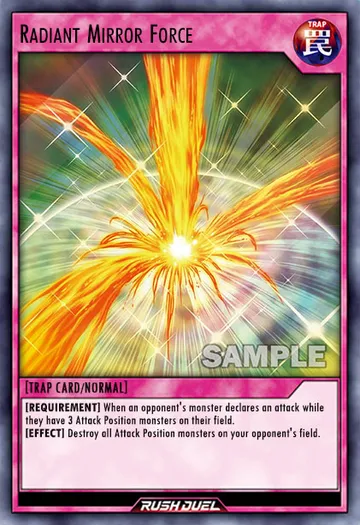 RADIANT MIRROR FORCE
TRAP
罠
SAMPLE
[TRAP CARD/NORMAL]
[REQUIREMENT] When an opponent's monster declares an attack while
they have 3 Attack Position monsters on their field.
[EFFECT] Destroy all Attack Position monsters on your opponent's field.
RUSH DUEL